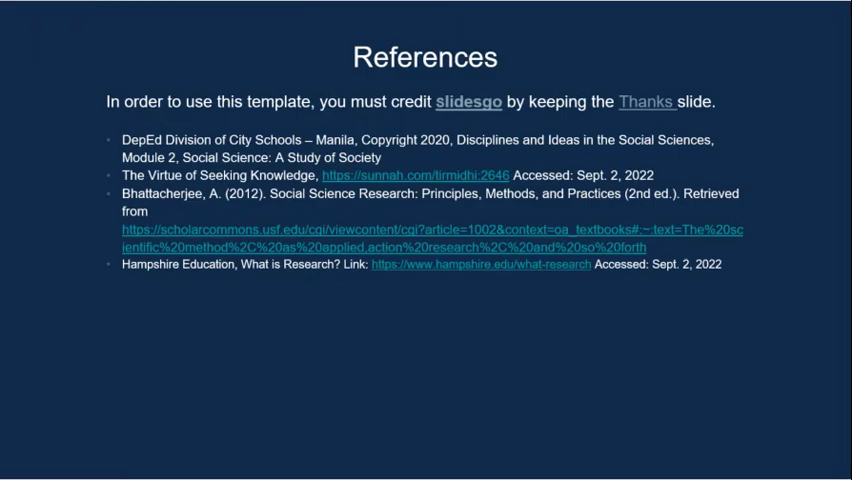 References
In order to use this template, you must credit slidesgo by keeping the Thanks slide.
DepEd Division of City Schools – Manila, Copyright 2020, Disciplines and Ideas in the Social Sciences,
Module 2, Social Science: A Study of Society
The Virtue of Seeking Knowledge, https://sunnah.com/tirmidhi:2646 Accessed: Sept. 2, 2022
Bhattacherjee, A. (2012). Social Science Research: Principles, Methods, and Practices (2nd ed.). Retrieved
from
https://scholarcommons.usf.edu/cgi/viewcontent/cgi?article=1002&context=oa_textbooks#:~:text=The%20sc
ientific%20method%2C%20as%20applied,action%20research%2C%20and%20so%20forth
Hampshire Education, What is Research? Link: https://www.hampshire.edu/what-research Accessed: Sept. 2, 2022